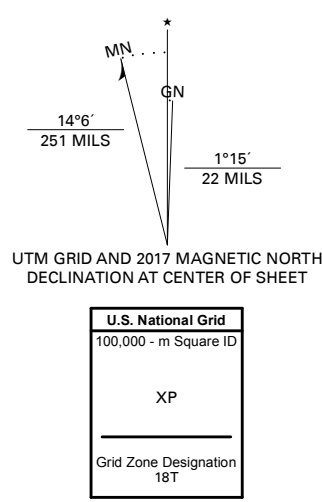 MN
GN
14°6´
251 MILS
1°15´
22 MILS
UTM GRID AND 2017 MAGNETIC NORTH
DECLINATION AT CENTER OF SHEET
U.S. National Grid
100,000 - m Square ID
XP
Grid Zone Designation
18T